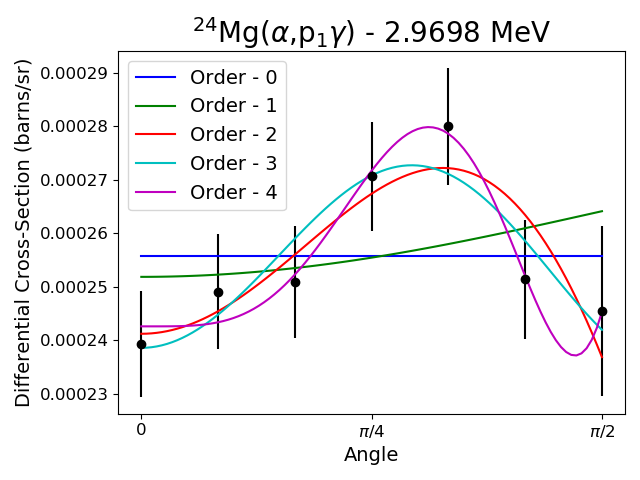 ²⁴Mg(α,p₁γ) - 2.9698 MeV
Differential Cross-Section (barns/sr)
0.00029
0.00028
0.00027
0.00026
0.00025
0.00024
0.00023
Order - 0
Order - 1
Order - 2
Order - 3
Order - 4
0
π/4
π/2
Angle